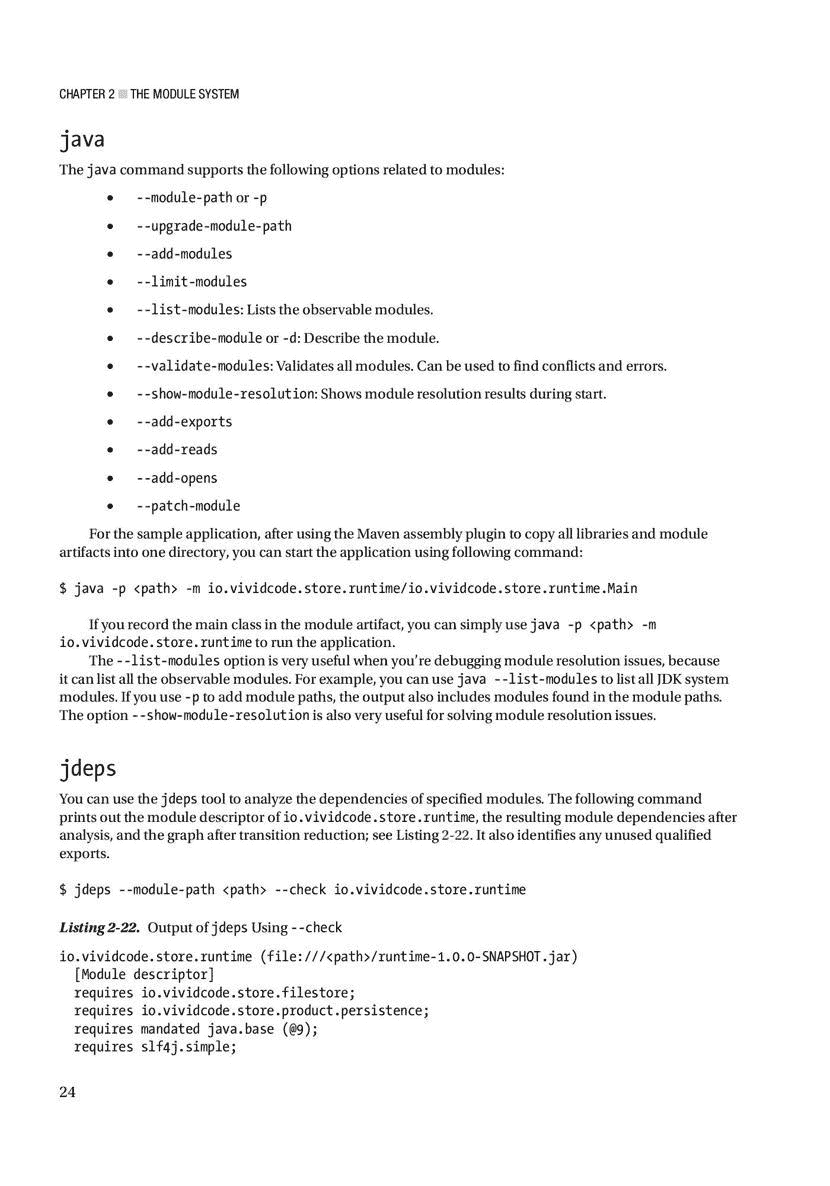 CHAPTER 2 ■ THE MODULE SYSTEM
java
The java command supports the following options related to modules:
• --module-path or -p
• --upgrade-module-path
• --add-modules
• --limit-modules
• --list-modules: Lists the observable modules.
• --describe-module or -d: Describe the module.
• --validate-modules: Validates all modules. Can be used to find conflicts and errors.
• --show-module-resolution: Shows module resolution results during start.
• --add-exports
• --add-reads
• --add-opens
• --patch-module
For the sample application, after using the Maven assembly plugin to copy all libraries and module
artifacts into one directory, you can start the application using following command:
$ java -p <path> -m io.vividcode.store.runtime/io.vividcode.store.runtime.Main
If you record the main class in the module artifact, you can simply use java -p <path> -m
io.vividcode.store.runtime to run the application.
The --list-modules option is very useful when you’re debugging module resolution issues, because
it can list all the observable modules. For example, you can use java --list-modules to list all JDK system
modules. If you use -p to add module paths, the output also includes modules found in the module paths.
The option --show-module-resolution is also very useful for solving module resolution issues.
jdeps
You can use the jdeps tool to analyze the dependencies of specified modules. The following command
prints out the module descriptor of io.vividcode.store.runtime, the resulting module dependencies after
analysis, and the graph after transition reduction; see Listing 2-22. It also identifies any unused qualified
exports.
$ jdeps --module-path <path> --check io.vividcode.store.runtime
Listing 2-22. Output of jdeps Using --check
io.vividcode.store.runtime (file:///<path>/runtime-1.0.0-SNAPSHOT.jar)
[Module descriptor]
requires io.vividcode.store.filestore;
requires io.vividcode.store.product.persistence;
requires mandated java.base (@9);
requires slf4j.simple;
24